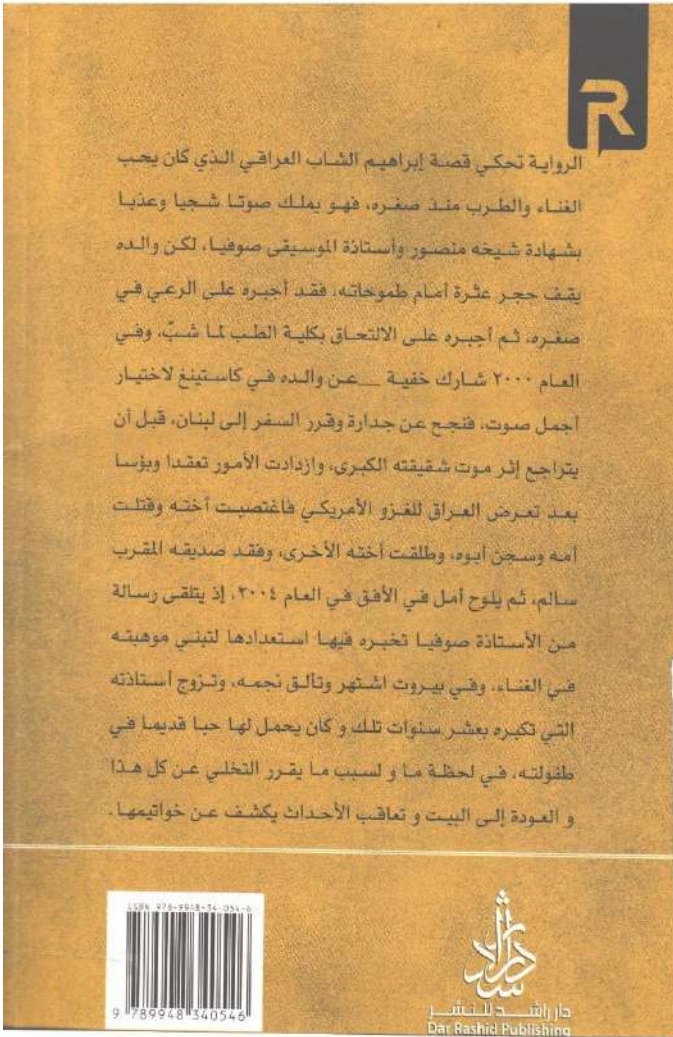 الرواية تحكي قصة إبراهيم الشاب العراقي الذي كان يحب
الغناء والطرب منذ صغره، فهو يملك صوتا شجيا وعذبا
بشهادة شيخه منصور وأستاذة الموسيقى صوفيا، لكن والده
يقف حجر عثرة أمام طموحاته، فقد أجبره على الرعي في
صغره، ثم أجبره على الالتحاق بكلية الطب لما شبّ، وفي
العام ٢٠٠٠ شارك خفية __عن والده في كاستينغ لاختيار
أجمل صوت، فنجح عن جدارة وقرر السفر إلى لبنان، قبل أن
يتراجع إثر موت شقيقته الكبرى، وازدادت الأمور تعقدا وبؤسا
بعد تعرض العراق للغزو الأمريكي فاغتصبت أخته وقتلت
أمه وسجن أبوه، وطلقت أخته الأخرى، وفقد صديقه المقرب
سالم، ثم يلوح أمل في الأفق في العام ٢٠٠٤، إذ يتلقى رسالة
من الأستاذة صوفيا تخبره فيها استعدادها لتبني موهبته
في الغناء، وفي بيروت اشتهر وتألق نجمه، وتزوج أستاذته
التي تكبره بعشر سنوات تلك و كان يحمل لها حبا قديما في
طفولته، في لحظة ما و لسبب ما يقرر التخلي عن كل هذا
و العودة إلى البيت و تعاقب الأحداث يكشف عن خواتيمها.
ISBN 978-9948-34-054-6
9 789948 340546
دار راشد للنشر
Dar Rashid Publishing